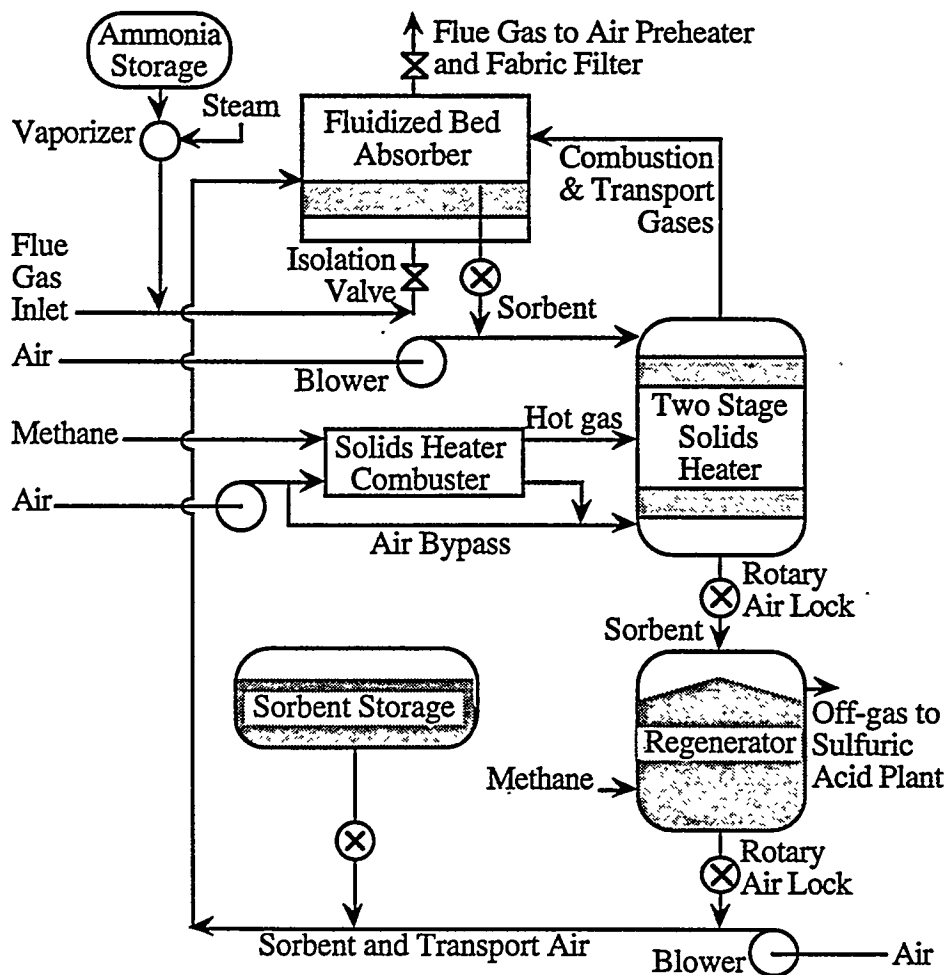 Ammonia
Storage
Flue Gas to Air Preheater
and Fabric Filter
Steam
Vaporizer
Fluidized Bed
Absorber
Combustion
& Transport
Gases
Flue
Gas
Inlet
Isolation
Valve
Sorbent
Air
Blower
Two Stage
Solids
Heater
Methane
Hot gas
Solids Heater
Combuster
Air
Air Bypass
Rotary
Air Lock
Sorbent
Sorbent Storage
Regenerator
Off-gas to
Sulfuric
Acid Plant
Methane
Rotary
Air Lock
Sorbent and Transport Air
Blower
Air